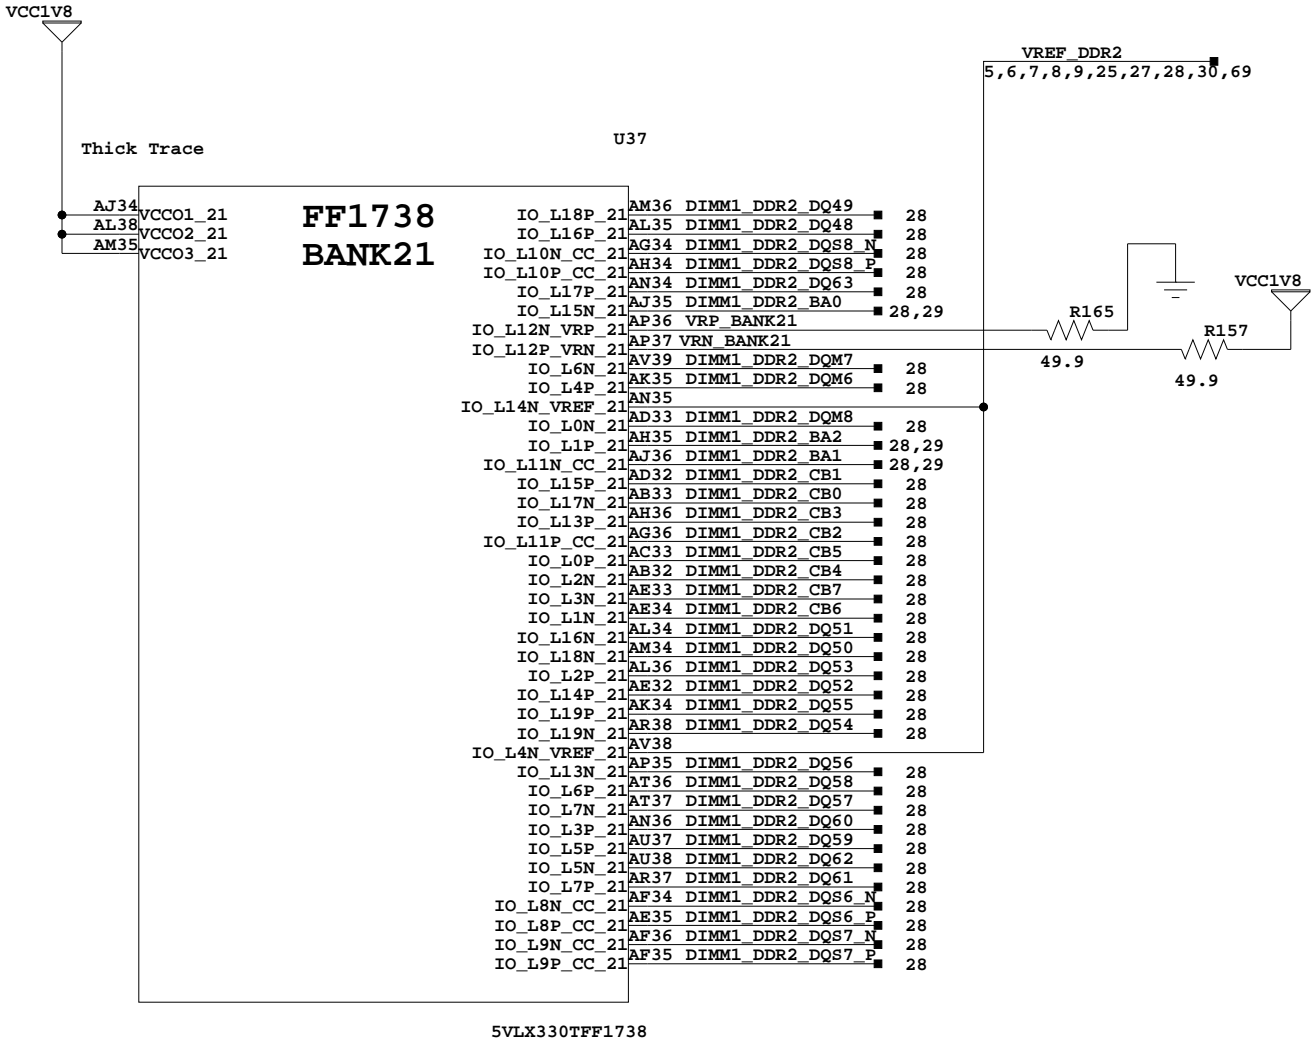 VCC1V8
VREF_DDR2
5,6,7,8,9,25,27,28,30,69
U37
Thick Trace
FF1738
BANK21
AJ34 VCCO1_21
AL38 VCCO2_21
AM35 VCCO3_21
IO_L18P_21 AM36 DIMM1_DDR2_DQ49 28
IO_L16P_21 AL35 DIMM1_DDR2_DQ48 28
IO_L10N_CC_21 AG34 DIMM1_DDR2_DQS8_N 28
IO_L10P_CC_21 AH34 DIMM1_DDR2_DQS8_P 28
IO_L17P_21 AN34 DIMM1_DDR2_DQ63 28
IO_L15N_21 AJ35 DIMM1_DDR2_BA0 28,29
IO_L12N_VRP_21 AP36 VRP_BANK21
IO_L12P_VRN_21 AP37 VRN_BANK21
R165
49.9
VCC1V8
R157
49.9
IO_L6N_21 AV39 DIMM1_DDR2_DQM7 28
IO_L4P_21 AK35 DIMM1_DDR2_DQM6 28
IO_L14N_VREF_21 AN35
IO_L0N_21 AD33 DIMM1_DDR2_DQM8 28
IO_L1P_21 AH35 DIMM1_DDR2_BA2 28,29
IO_L11N_CC_21 AJ36 DIMM1_DDR2_BA1 28,29
IO_L15P_21 AD32 DIMM1_DDR2_CB1 28
IO_L17N_21 AB33 DIMM1_DDR2_CB0 28
IO_L13P_21 AH36 DIMM1_DDR2_CB3 28
IO_L11P_CC_21 AG36 DIMM1_DDR2_CB2 28
IO_L0P_21 AC33 DIMM1_DDR2_CB5 28
IO_L2N_21 AB32 DIMM1_DDR2_CB4 28
IO_L3N_21 AE33 DIMM1_DDR2_CB7 28
IO_L1N_21 AE34 DIMM1_DDR2_CB6 28
IO_L16N_21 AL34 DIMM1_DDR2_DQ51 28
IO_L18N_21 AM34 DIMM1_DDR2_DQ50 28
IO_L2P_21 AL36 DIMM1_DDR2_DQ53 28
IO_L14P_21 AE32 DIMM1_DDR2_DQ52 28
IO_L19P_21 AK34 DIMM1_DDR2_DQ55 28
IO_L19N_21 AR38 DIMM1_DDR2_DQ54 28
IO_L4N_VREF_21 AV38
IO_L13N_21 AP35 DIMM1_DDR2_DQ56 28
IO_L6P_21 AT36 DIMM1_DDR2_DQ58 28
IO_L7N_21 AT37 DIMM1_DDR2_DQ57 28
IO_L3P_21 AN36 DIMM1_DDR2_DQ60 28
IO_L5P_21 AU37 DIMM1_DDR2_DQ59 28
IO_L5N_21 AU38 DIMM1_DDR2_DQ62 28
IO_L7P_21 AR37 DIMM1_DDR2_DQ61 28
IO_L8N_CC_21 AF34 DIMM1_DDR2_DQS6_N 28
IO_L8P_CC_21 AE35 DIMM1_DDR2_DQS6_P 28
IO_L9N_CC_21 AF36 DIMM1_DDR2_DQS7_N 28
IO_L9P_CC_21 AF35 DIMM1_DDR2_DQS7_P 28
5VLX330TFF1738